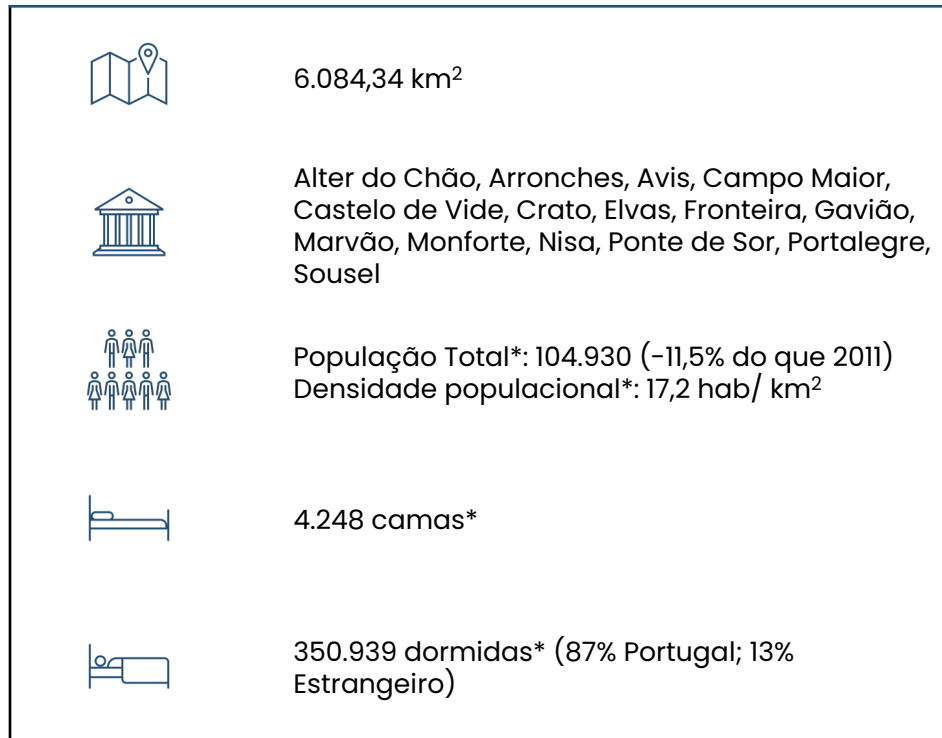 6.084,34 km²
Alter do Chão, Arronches, Avis, Campo Maior,
Castelo de Vide, Crato, Elvas, Fronteira, Gavião,
Marvão, Monforte, Nisa, Ponte de Sor, Portalegre,
Sousel
População Total*: 104.930 (-11,5% do que 2011)
Densidade populacional*: 17,2 hab/ km²
4.248 camas*
350.939 dormidas* (87% Portugal; 13%
Estrangeiro)